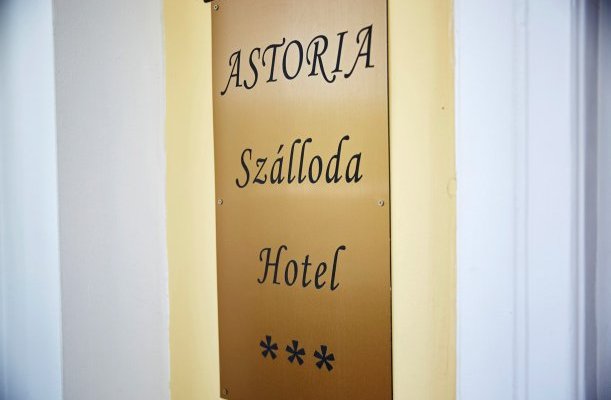 ASTORIA
Szálloda
Hotel
***